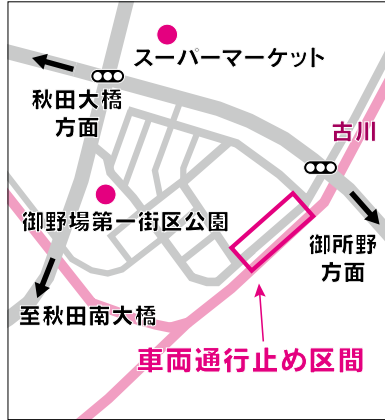 スーパーマーケット
秋田大橋
方面
古川
御野場第一街区公園
御所野
方面
至秋田南大橋
車両通行止め区間